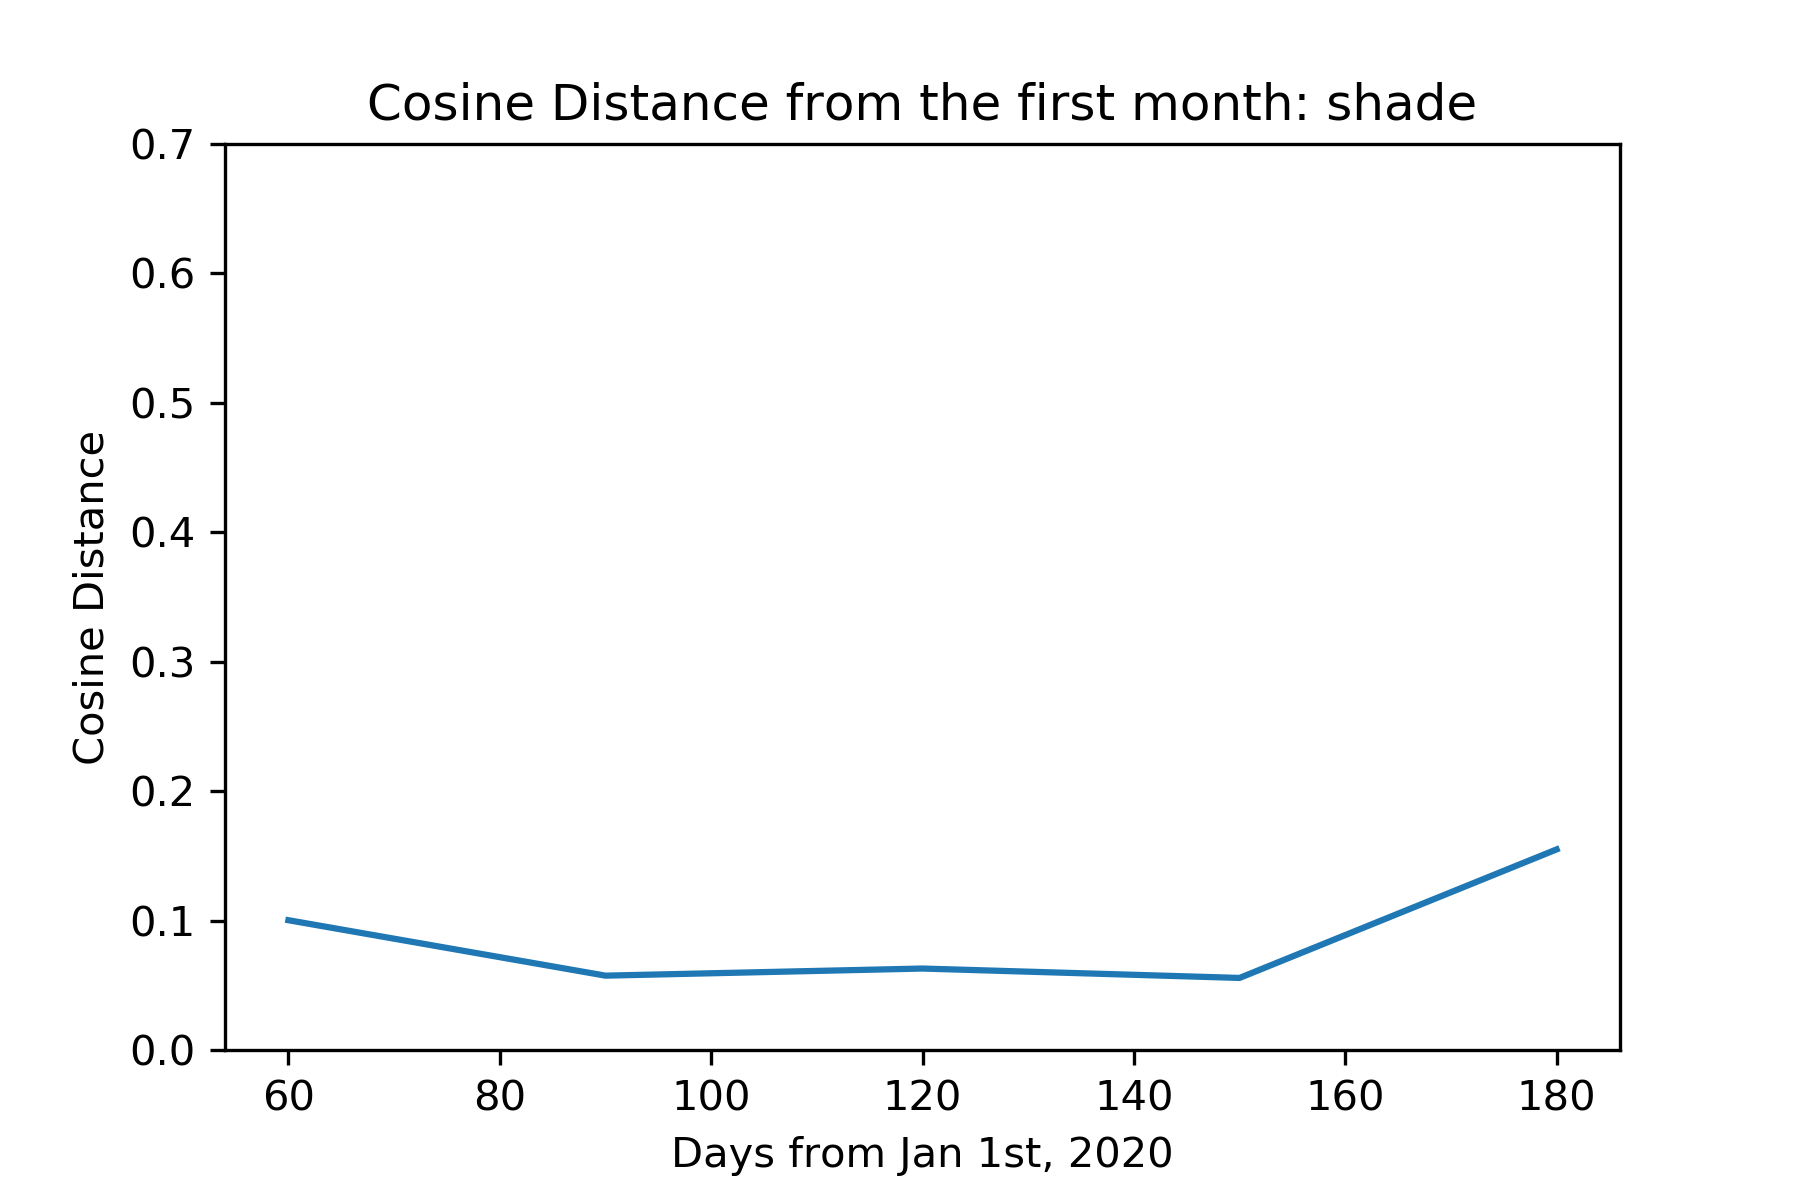 Cosine Distance from the first month: shade
0.7
0.6
0.5
0.4
0.3
0.2
0.1
0.0
Cosine Distance
60 80 100 120 140 160 180
Days from Jan 1st, 2020